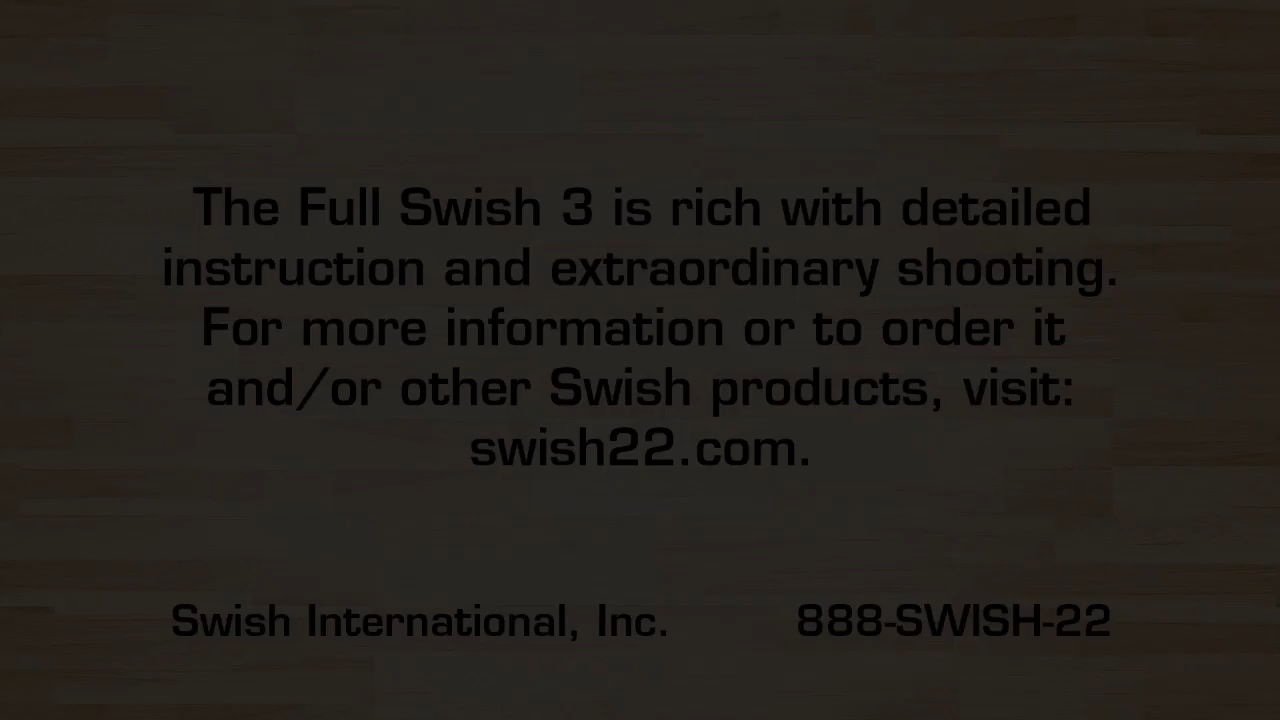 The Full Swish 3 is rich with detailed
instruction and extraordinary shooting.
For more information or to order it
and/or other Swish products, visit:
swish22.com.
Swish International, Inc. 888-SWISH-22